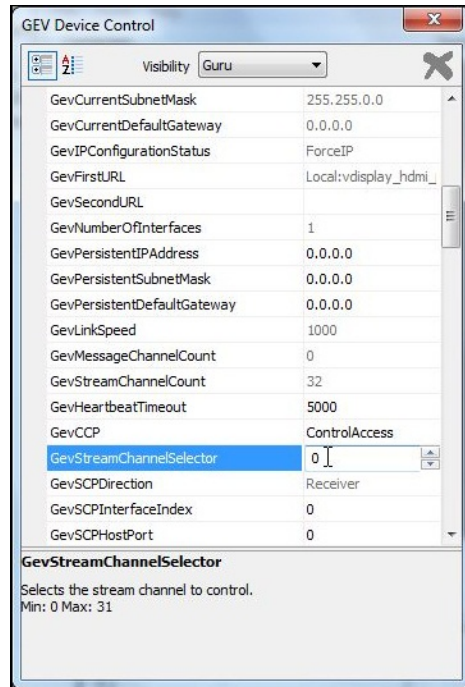 GEV Device Control
Visibility Guru
GevCurrentSubnetMask 255.255.0.0
GevCurrentDefaultGateway 0.0.0.0
GevIPConfigurationStatus ForceIP
GevFirstURL Local:vdisplay_hdmi_
GevSecondURL
GevNumberOfInterfaces 1
GevPersistentIPAddress 0.0.0.0
GevPersistentSubnetMask 0.0.0.0
GevPersistentDefaultGateway 0.0.0.0
GevLinkSpeed 1000
GevMessageChannelCount 0
GevStreamChannelCount 32
GevHeartbeatTimeout 5000
GevCCP ControlAccess
GevStreamChannelSelector 0
GevSCPDirection Receiver
GevSCPInterfaceIndex 0
GevSCPHostPort 0
GevStreamChannelSelector
Selects the stream channel to control.
Min: 0 Max: 31